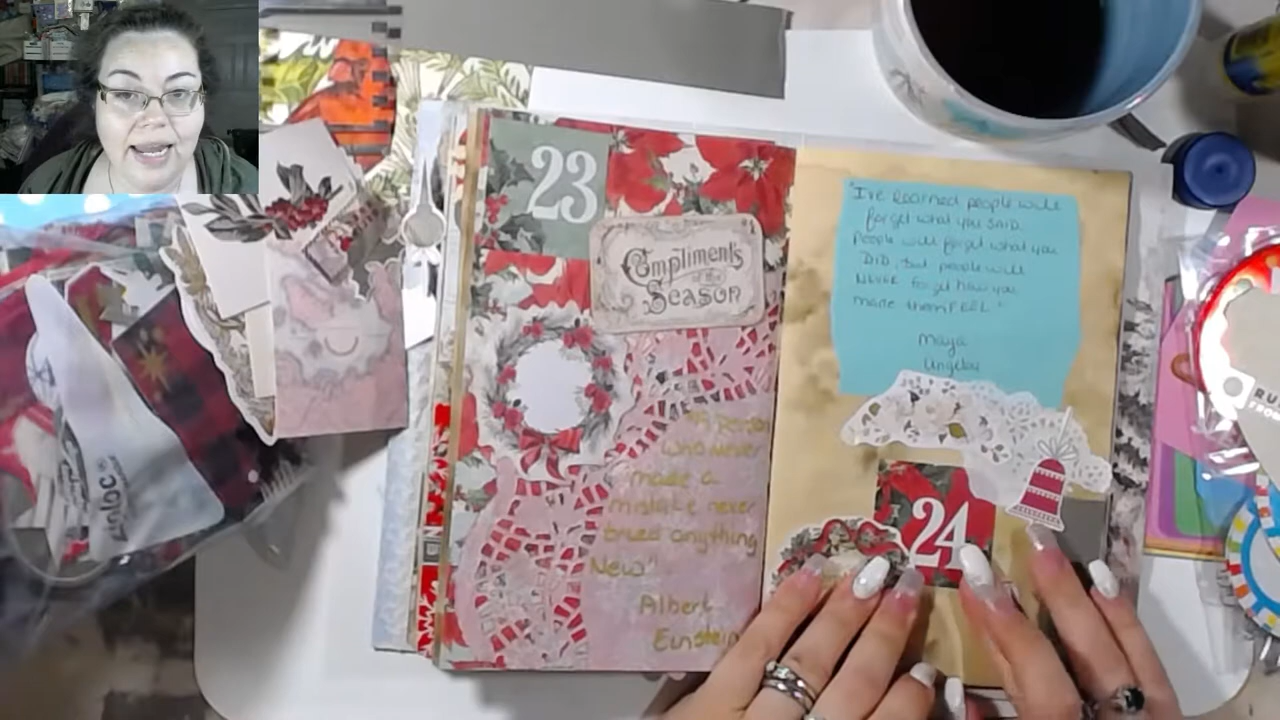 23
Compliments
of the
Season
"A Person
who never
made a
mistake never
tried anything
New"
Albert
Einstein
"I've learned people will
forget what you SAID.
People will forget what you
DID, but people will
NEVER forget how you
made them FEEL"
Maya
Angelou
24